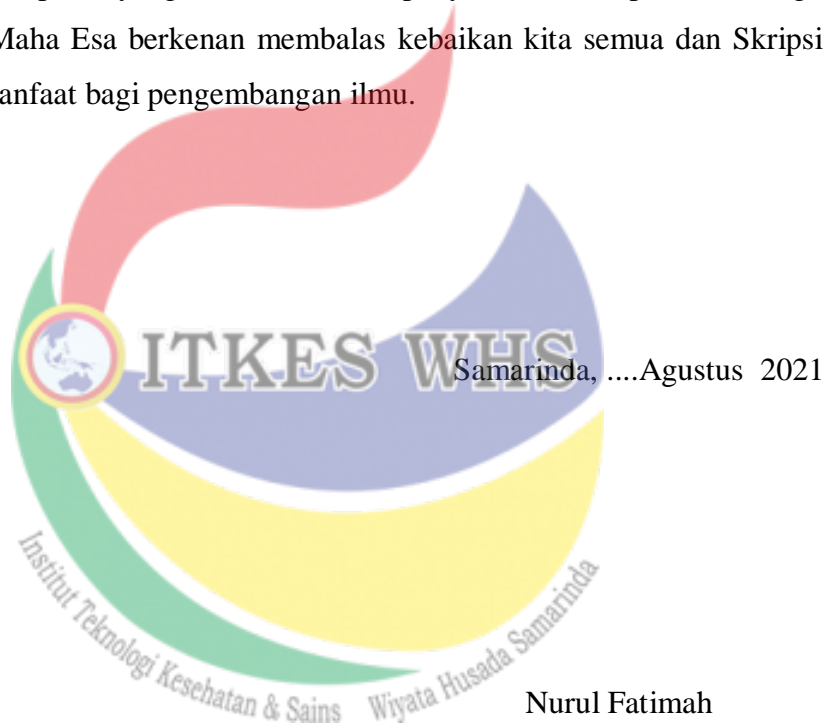 Maha Esa berkenan membalas kebaikan kita semua dan Skripsi
anfaat bagi pengembangan ilmu.
ITKES WHS
Samarinda, ....Agustus 2021
Institut Teknologi Kesehatan & Sains Wiyata Husada Samarinda
Nurul Fatimah